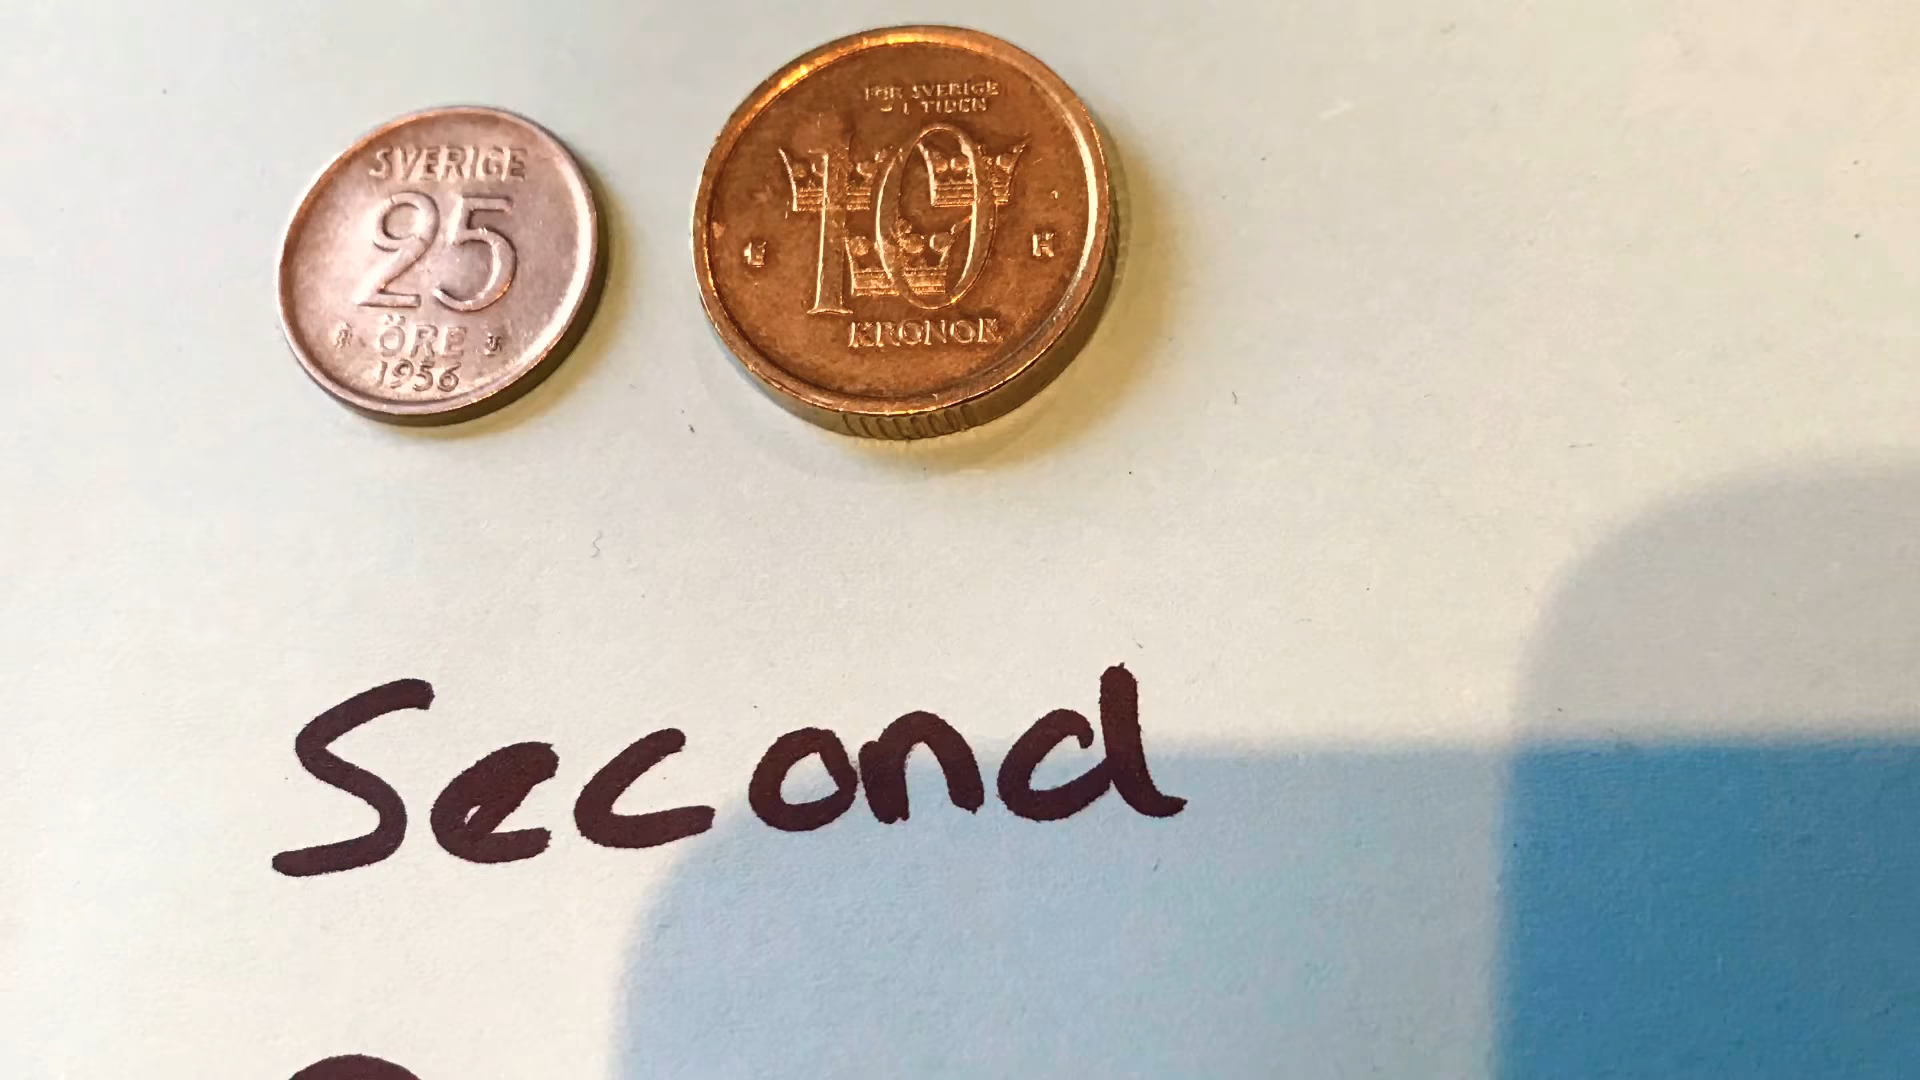 SVERIGE
25
ÖRE
1956
FÖR SVERIGE
I TIDEN
10
KRONOR
Second